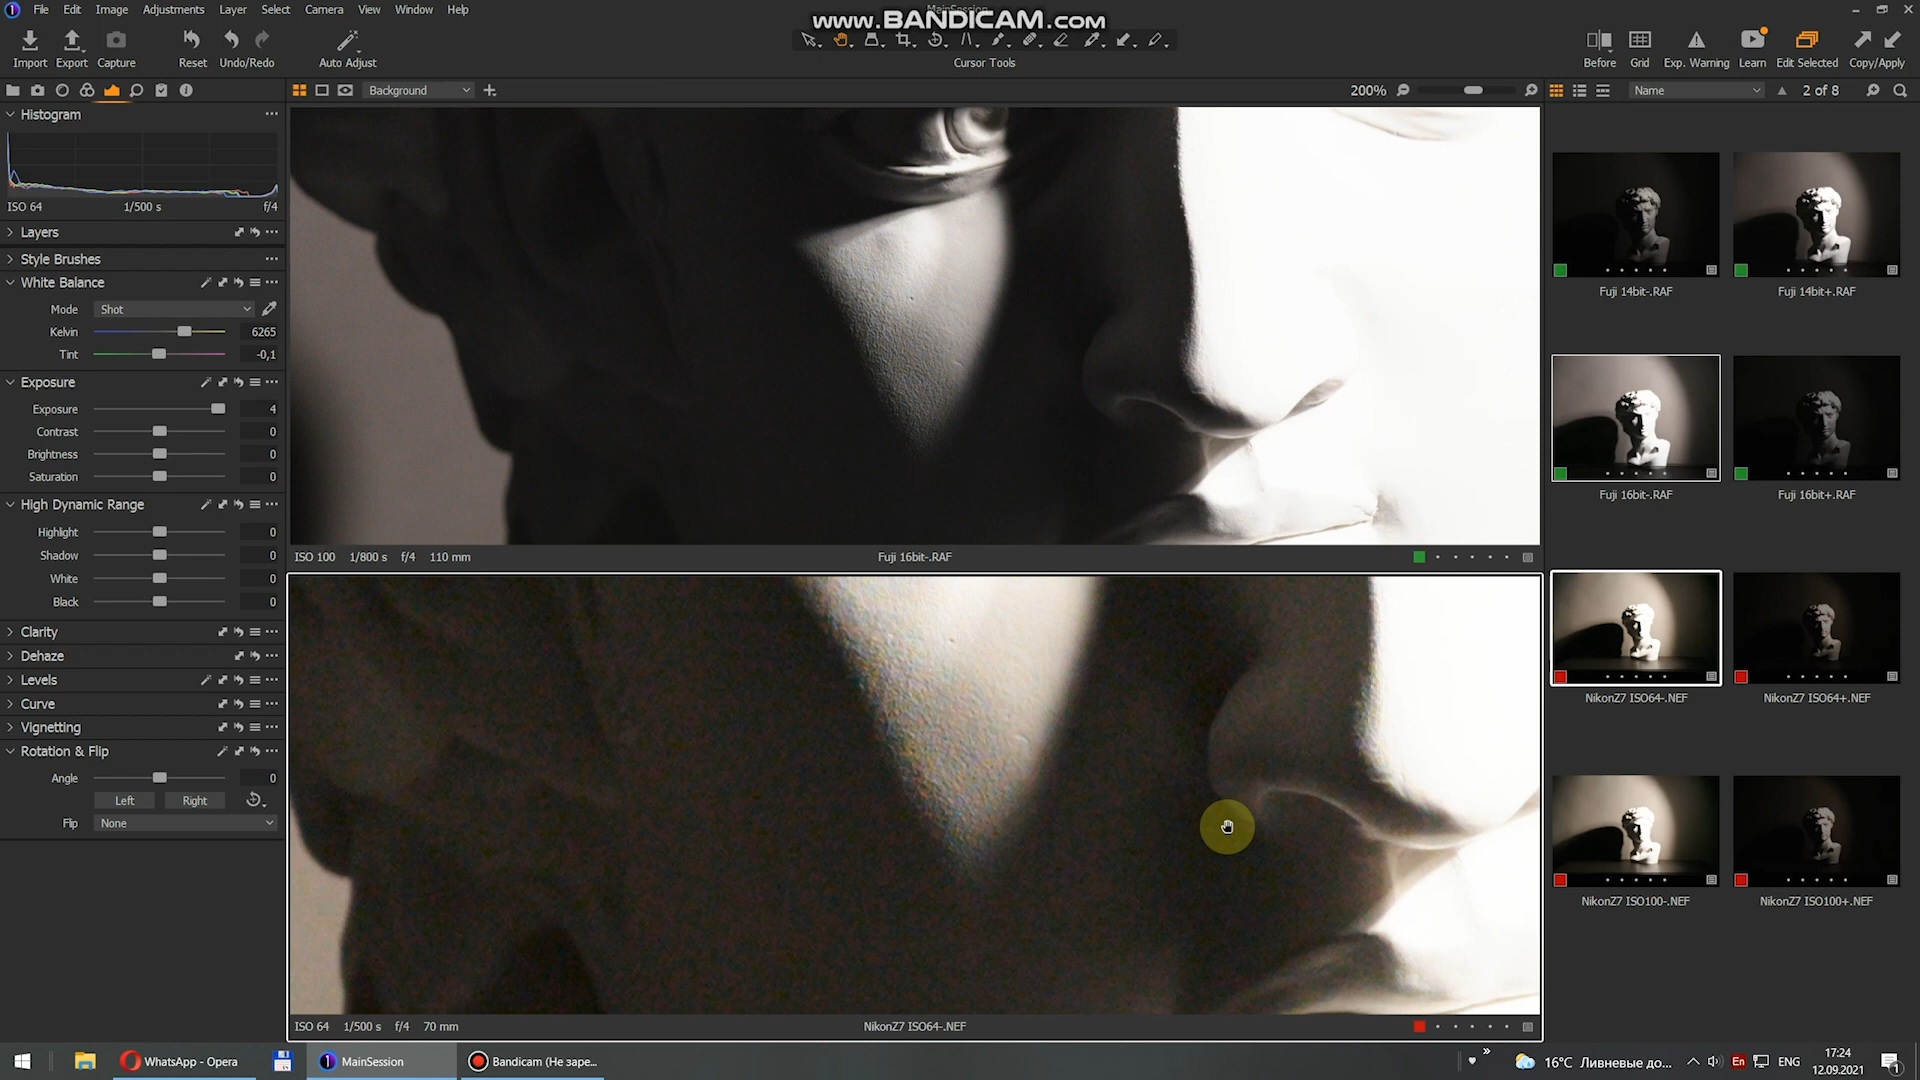 File Edit Image Adjustments Layer Select Camera View Window Help
www.BANDICAM.com
Import Export Capture Reset Undo/Redo Auto Adjust
Cursor Tools
Before Grid Exp. Warning Learn Edit Selected Copy/Apply
Background
200%
Name
2 of 8
Histogram
ISO 64 1/500 s f/4
Layers
Style Brushes
White Balance
Mode Shot
Kelvin 6265
Tint -0,1
Exposure
Exposure 4
Contrast 0
Brightness 0
Saturation 0
High Dynamic Range
Highlight 0
Shadow 0
White 0
Black 0
Clarity
Dehaze
Levels
Curve
Vignetting
Rotation & Flip
Angle 0
Left Right
Flip None
ISO 100 1/800 s f/4 110 mm
Fuji 16bit-.RAF
ISO 64 1/500 s f/4 70 mm
NikonZ7 ISO64-.NEF
Fuji 14bit-.RAF Fuji 14bit+.RAF
Fuji 16bit-.RAF Fuji 16bit+.RAF
NikonZ7 ISO64-.NEF NikonZ7 ISO64+.NEF
NikonZ7 ISO100-.NEF NikonZ7 ISO100+.NEF
WhatsApp - Opera
MainSession
Bandicam (Не заре...
16°C Ливневые до...
En
ENG
17:24
12.09.2021
1